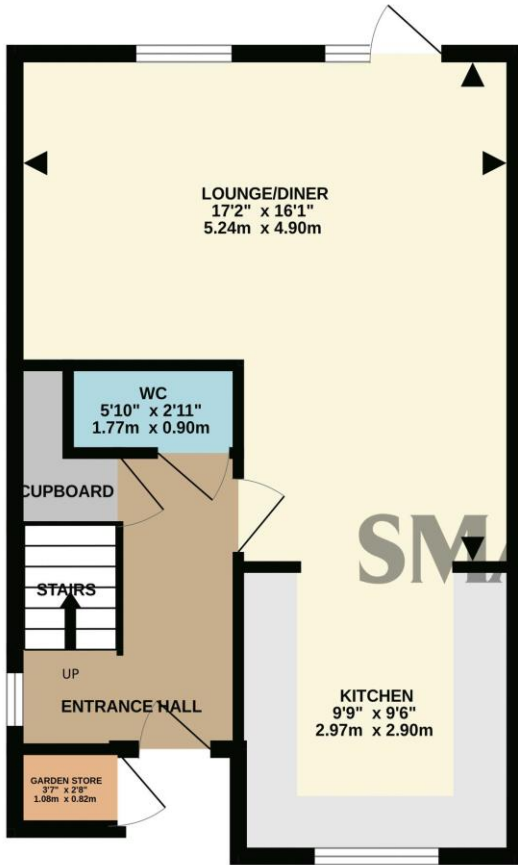 LOUNGE/DINER
17'2" x 16'1"
5.24m x 4.90m
WC
5'10" x 2'11"
1.77m x 0.90m
CUPBOARD
STAIRS
UP
ENTRANCE HALL
KITCHEN
9'9" x 9'6"
2.97m x 2.90m
GARDEN STORE
3'7" x 2'8"
1.08m x 0.82m